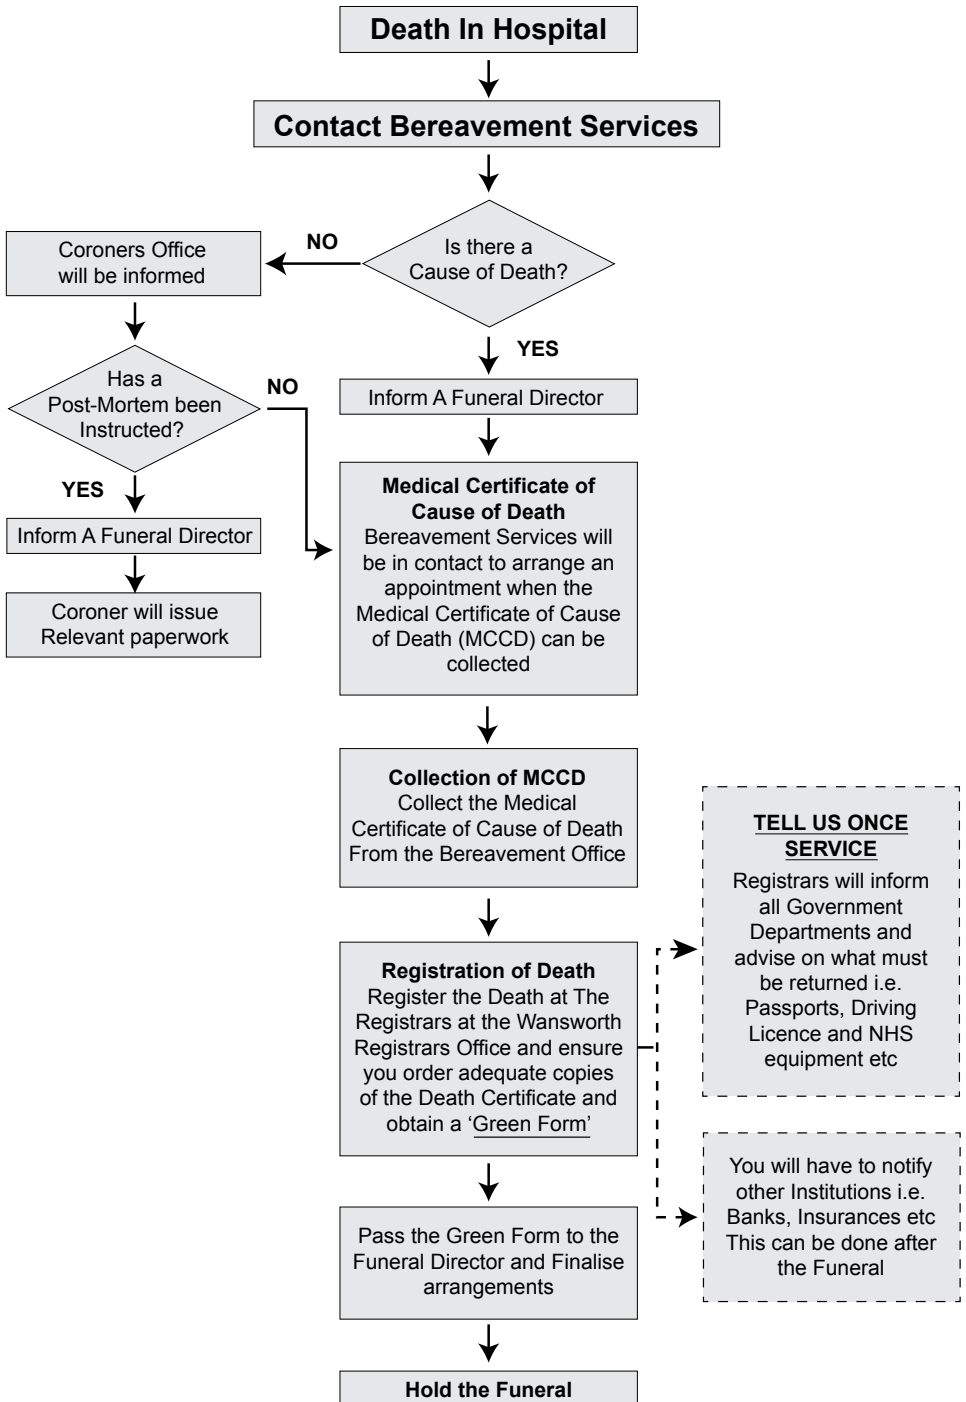 Death In Hospital
Contact Bereavement Services
Is there a
Cause of Death?
NO
Coroners Office
will be informed
YES
Has a
Post-Mortem been
Instructed?
NO
Inform A Funeral Director
YES
Inform A Funeral Director
Coroner will issue
Relevant paperwork
Medical Certificate of
Cause of Death
Bereavement Services will
be in contact to arrange an
appointment when the
Medical Certificate of Cause
of Death (MCCD) can be
collected
Collection of MCCD
Collect the Medical
Certificate of Cause of Death
From the Bereavement Office
Registration of Death
Register the Death at The
Registrars at the Wansworth
Registrars Office and ensure
you order adequate copies
of the Death Certificate and
obtain a ‘Green Form’
TELL US ONCE
SERVICE
Registrars will inform
all Government
Departments and
advise on what must
be returned i.e.
Passports, Driving
Licence and NHS
equipment etc
You will have to notify
other Institutions i.e.
Banks, Insurances etc
This can be done after
the Funeral
Pass the Green Form to the
Funeral Director and Finalise
arrangements
Hold the Funeral